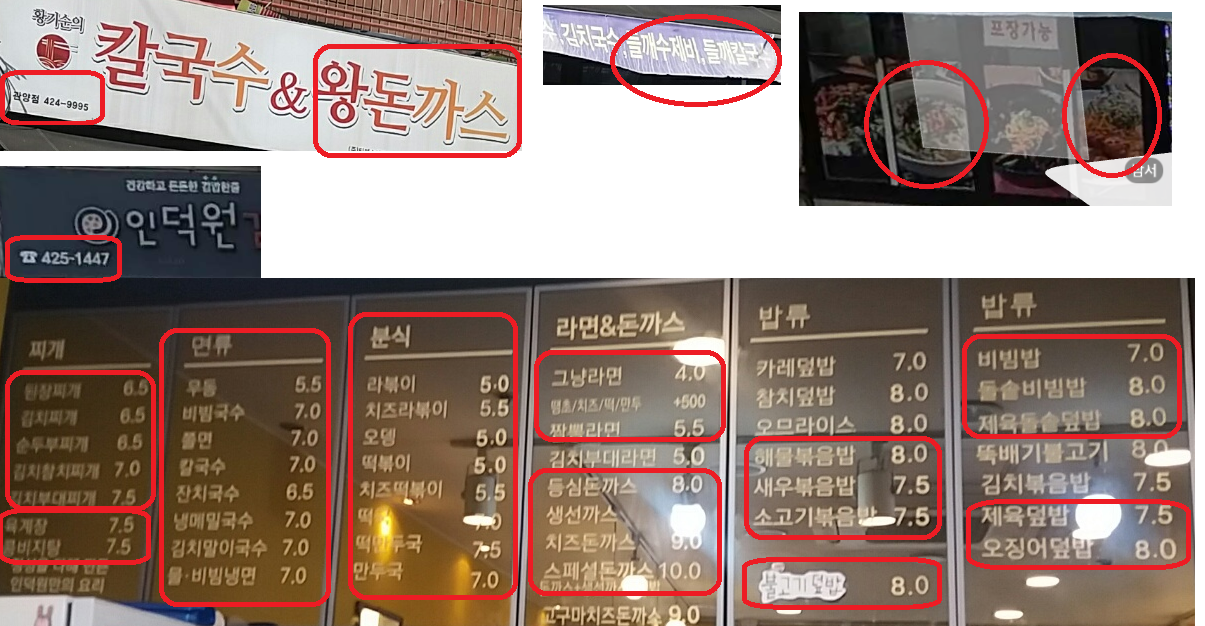 황기순의
칼국수 & 왕돈까스
관양점 424-9995
김치국수, 들깨수제비, 들깨칼국
포장가능
건강하고 든든한 김밥한줄
인덕원
☎ 425-1447
찌개
된장찌개 6.5
김치찌개 6.5
순두부찌개 6.5
김치참치찌개 7.0
김치부대찌개 7.5
육계장 7.5
콩비지탕 7.5
인덕원만의 요리
면류
우동 5.5
비빔국수 7.0
쫄면 7.0
칼국수 7.0
잔치국수 6.5
냉메밀국수 7.0
김치말이국수 7.0
물·비빔냉면 7.0
분식
라볶이 5.0
치즈라볶이 5.5
오뎅 5.0
떡볶이 5.0
치즈떡볶이 5.5
떡
7.5
만두국 7.0
라면&돈까스
그냥라면 4.0
땡초/치즈/떡/만두 +500
짬뽕라면 5.5
김치부대라면 5.0
등심돈까스 8.0
생선까스
치즈돈까스 9.0
스페셜돈까스 10.0
고구마치즈돈까스 9.0
밥류
카레덮밥 7.0
참치덮밥 8.0
오므라이스 8.0
해물볶음밥 8.0
새우볶음밥 7.5
소고기볶음밥 7.5
불고기덮밥 8.0
밥류
비빔밥 7.0
돌솥비빔밥 8.0
제육돌솥덮밥 8.0
뚝배기불고기 8.0
김치볶음밥 7.5
제육덮밥 7.5
오징어덮밥 8.0